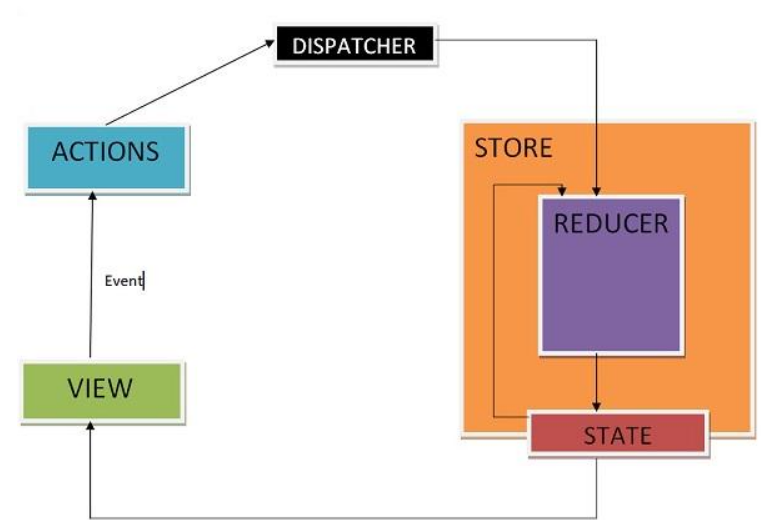 DISPATCHER
ACTIONS
STORE
REDUCER
Event
VIEW
STATE